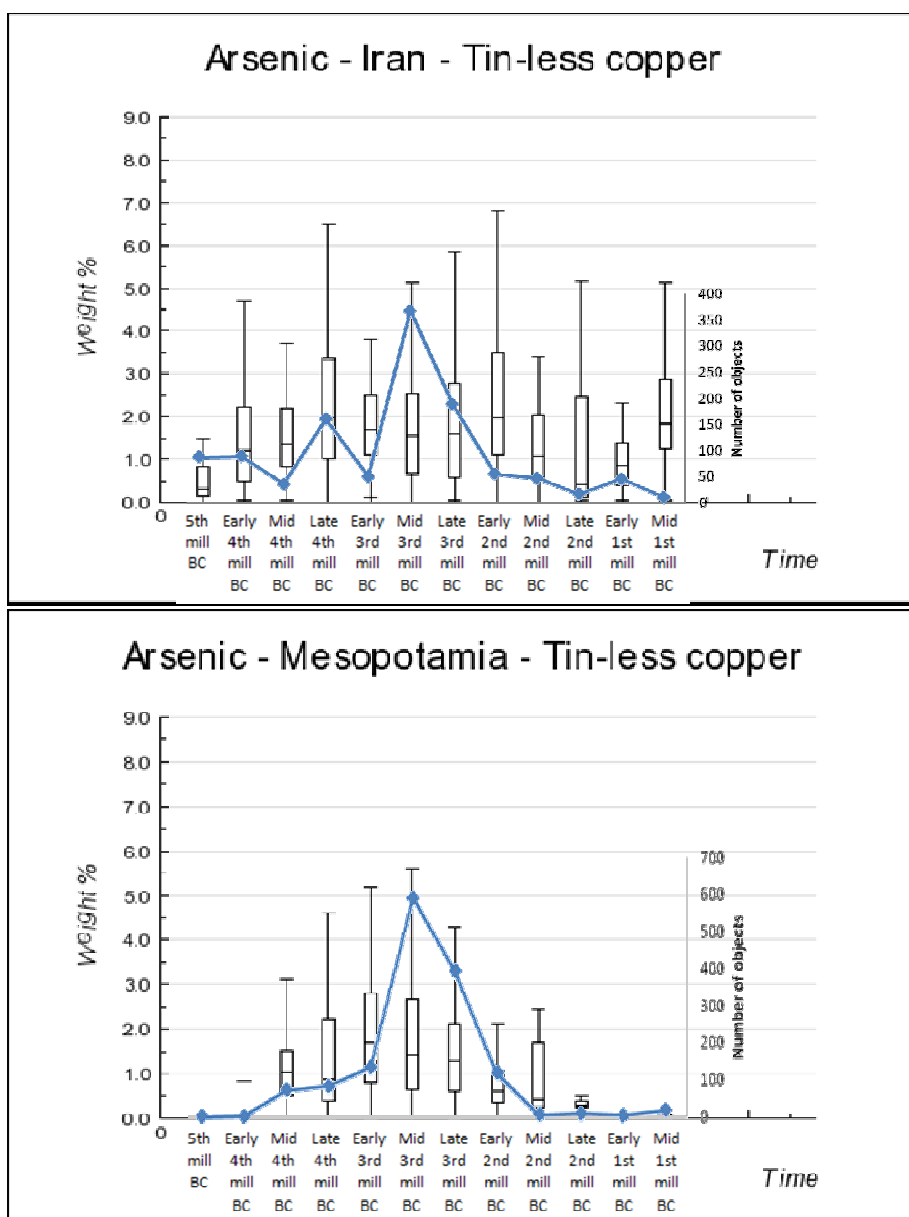 Arsenic - Iran - Tin-less copper
9.0
8.0
7.0
6.0
5.0
4.0
3.0
2.0
1.0
0.0
0
Weight %
400
350
300
250
200
150
100
50
0
Number of objects
5th Early Mid Late Early Mid Late Early Mid Late Early Mid
mill 4th 4th 4th 3rd 3rd 3rd 2nd 2nd 2nd 1st 1st
BC mill mill mill mill mill mill mill mill mill mill mill
BC BC BC BC BC BC BC BC BC BC BC
Time
Arsenic - Mesopotamia - Tin-less copper
9.0
8.0
7.0
6.0
5.0
4.0
3.0
2.0
1.0
0.0
0
Weight %
700
600
500
400
300
200
100
0
Number of objects
5th Early Mid Late Early Mid Late Early Mid Late Early Mid
mill 4th 4th 4th 3rd 3rd 3rd 2nd 2nd 2nd 1st 1st
BC mill mill mill mill mill mill mill mill mill mill mill
BC BC BC BC BC BC BC BC BC BC BC
Time